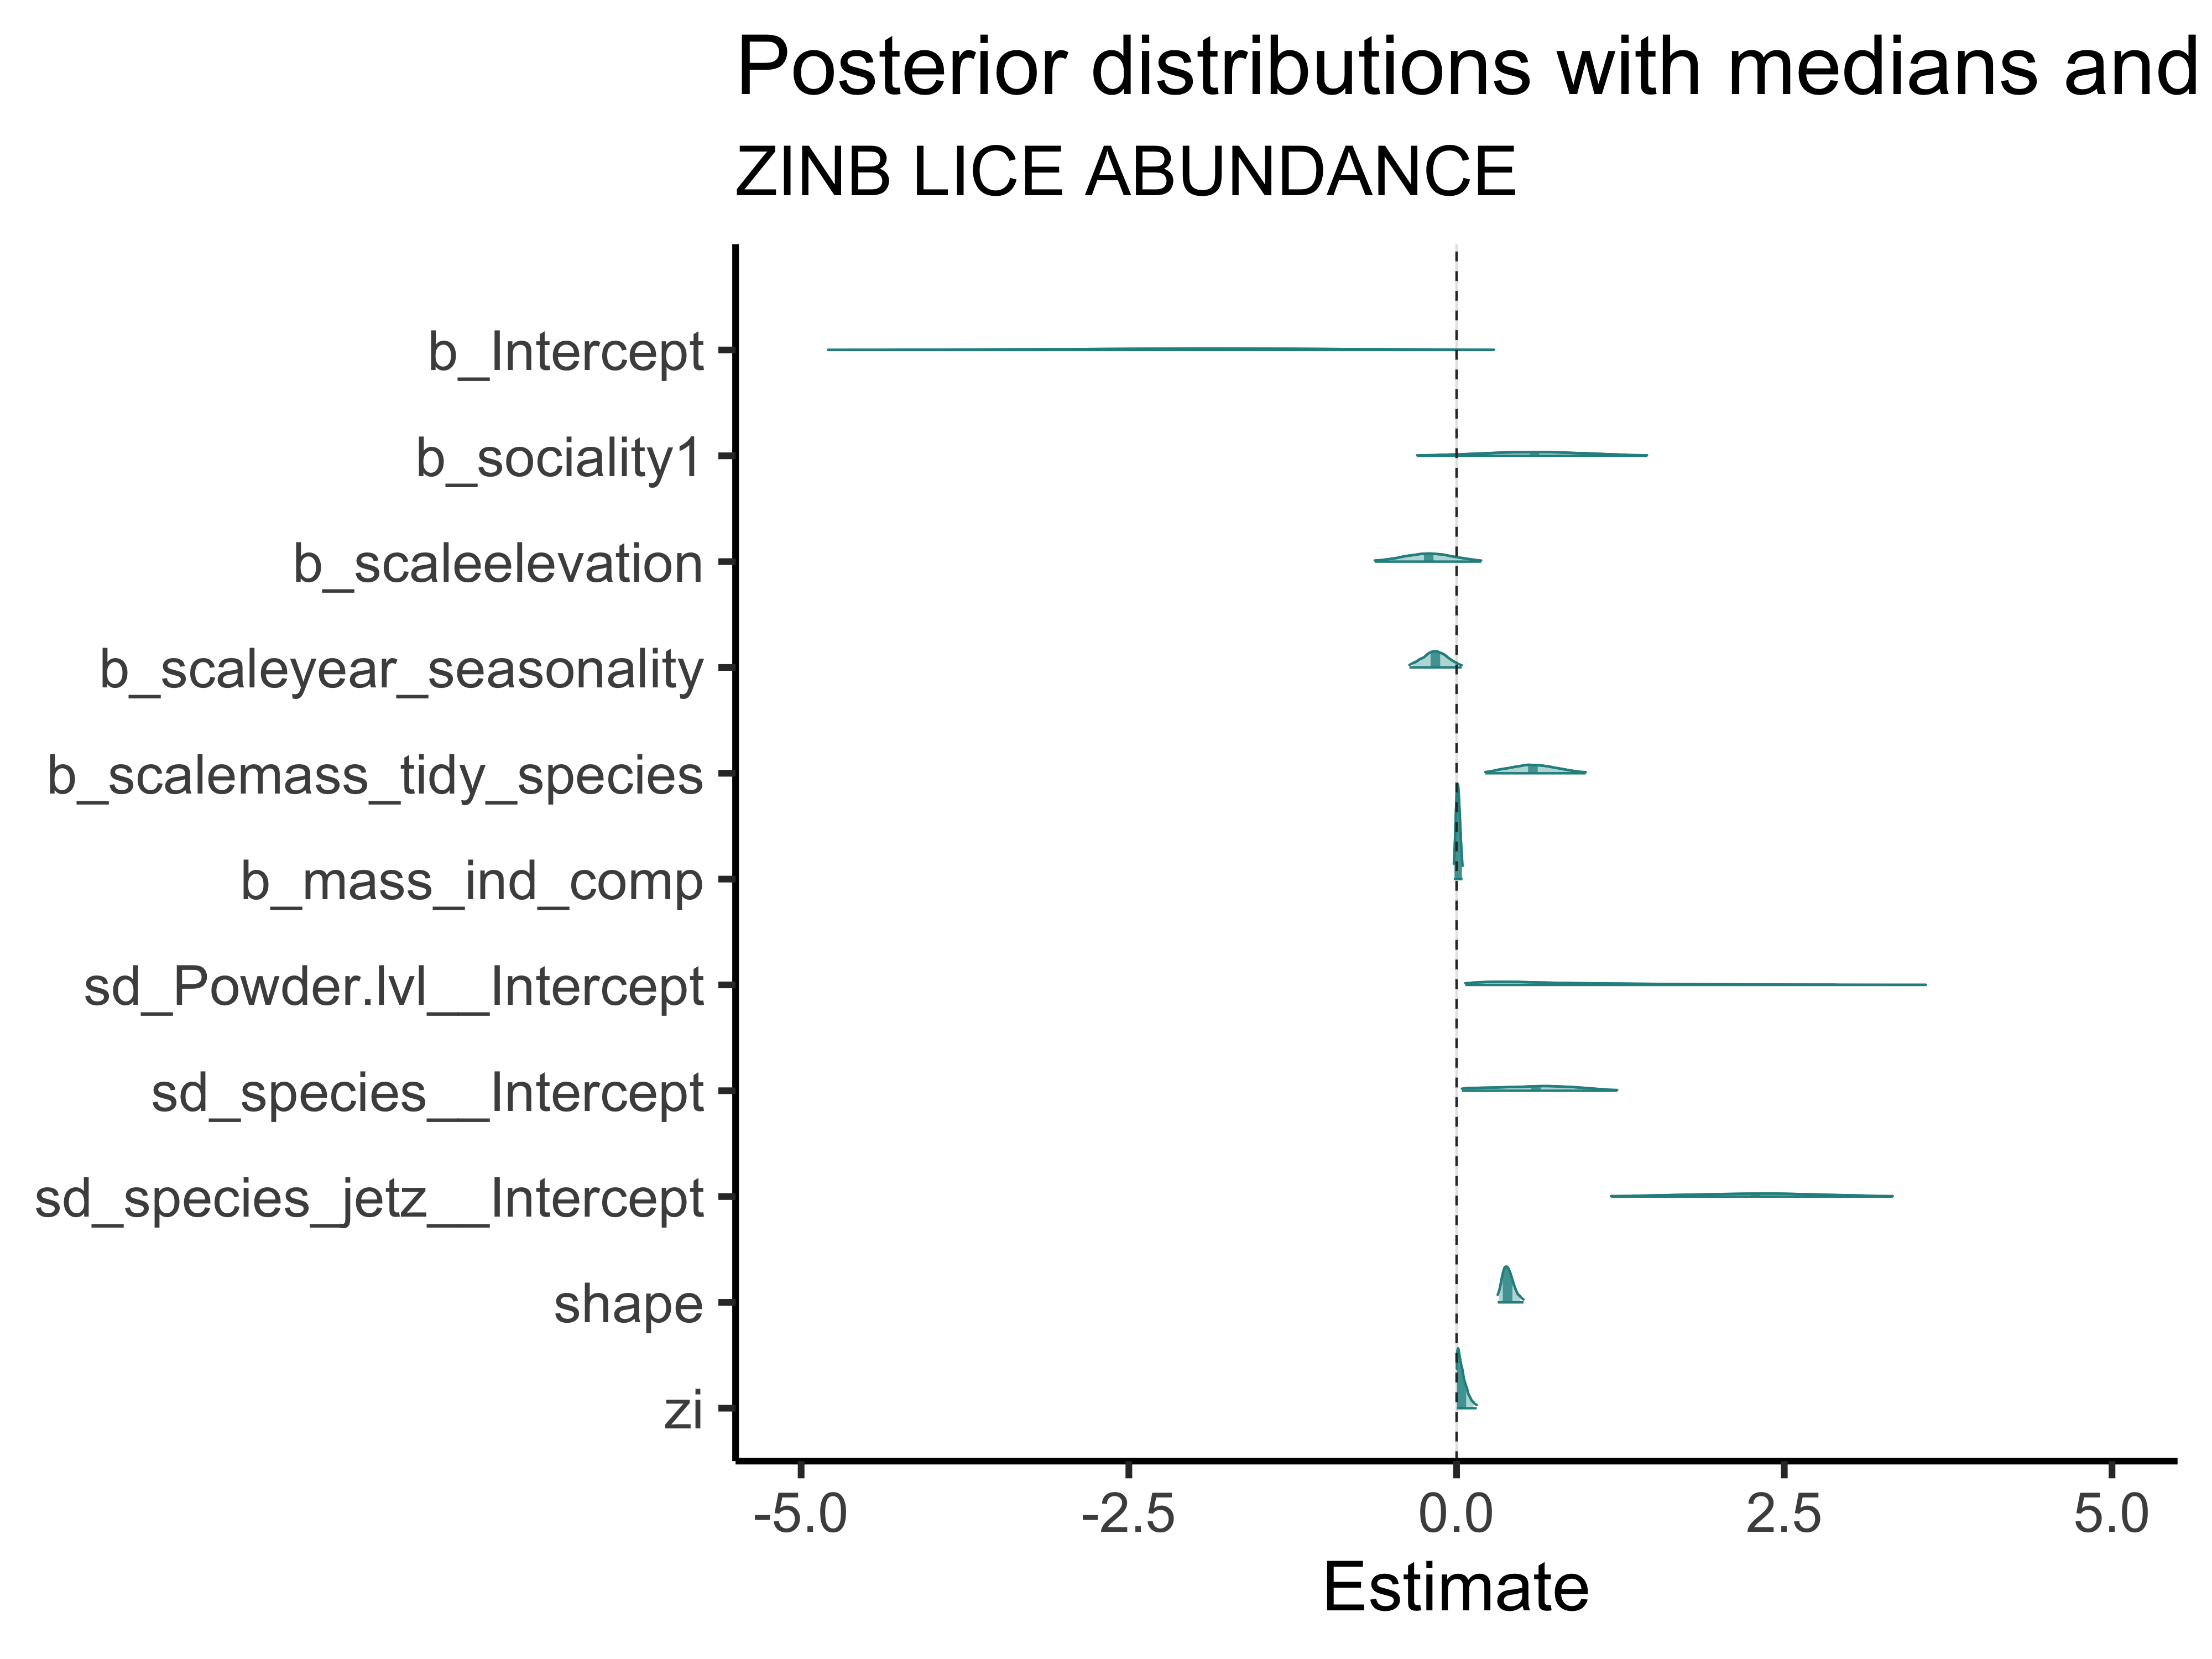 Posterior distributions with medians and
ZINB LICE ABUNDANCE
b_Intercept
b_sociality1
b_scaleelevation
b_scaleyear_seasonality
b_scalemass_tidy_species
b_mass_ind_comp
sd_Powder.lvl__Intercept
sd_species__Intercept
sd_species_jetz__Intercept
shape
zi
-5.0 -2.5 0.0 2.5 5.0
Estimate